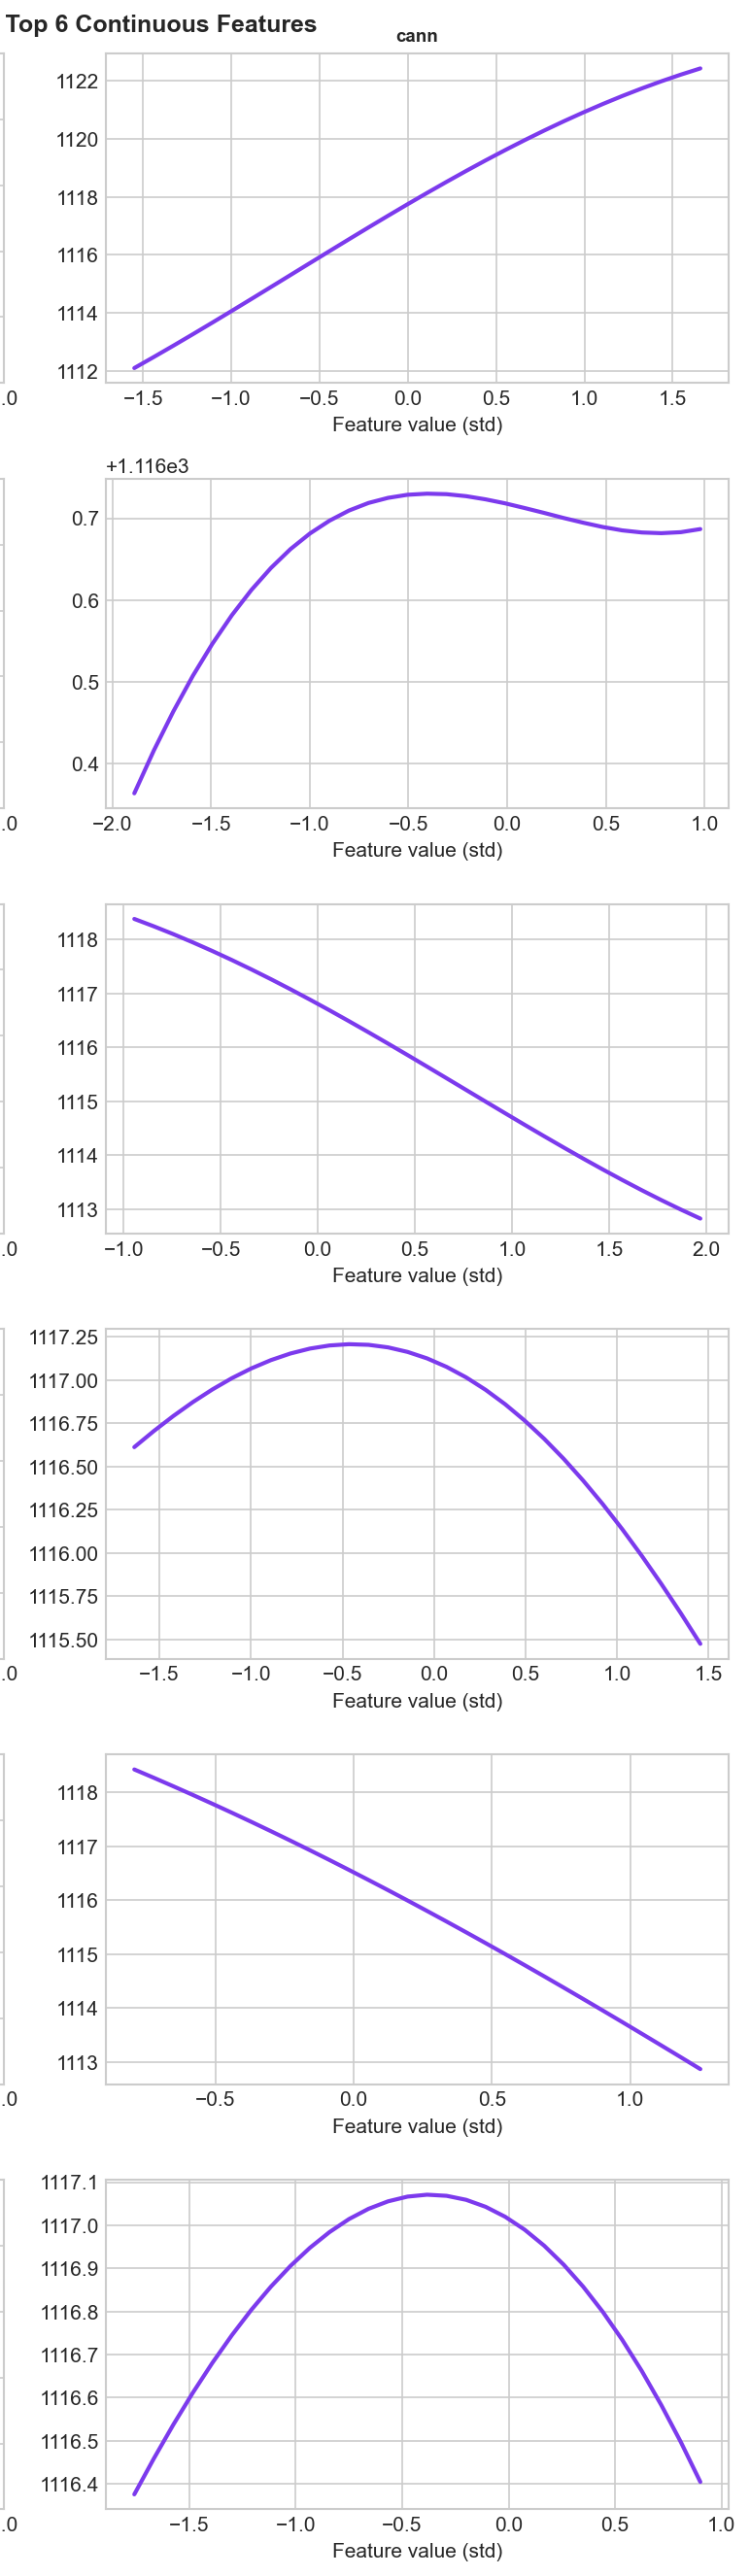 Top 6 Continuous Features
cann
1122
1120
1118
1116
1114
1112
.0
−1.5 −1.0 −0.5 0.0 0.5 1.0 1.5
Feature value (std)
+1.116e3
0.7
0.6
0.5
0.4
.0
−2.0 −1.5 −1.0 −0.5 0.0 0.5 1.0
Feature value (std)
1118
1117
1116
1115
1114
1113
.0
−1.0 −0.5 0.0 0.5 1.0 1.5 2.0
Feature value (std)
1117.25
1117.00
1116.75
1116.50
1116.25
1116.00
1115.75
1115.50
.0
−1.5 −1.0 −0.5 0.0 0.5 1.0 1.5
Feature value (std)
1118
1117
1116
1115
1114
1113
.0
−0.5 0.0 0.5 1.0
Feature value (std)
1117.1
1117.0
1116.9
1116.8
1116.7
1116.6
1116.5
1116.4
.0
−1.5 −1.0 −0.5 0.0 0.5 1.0
Feature value (std)